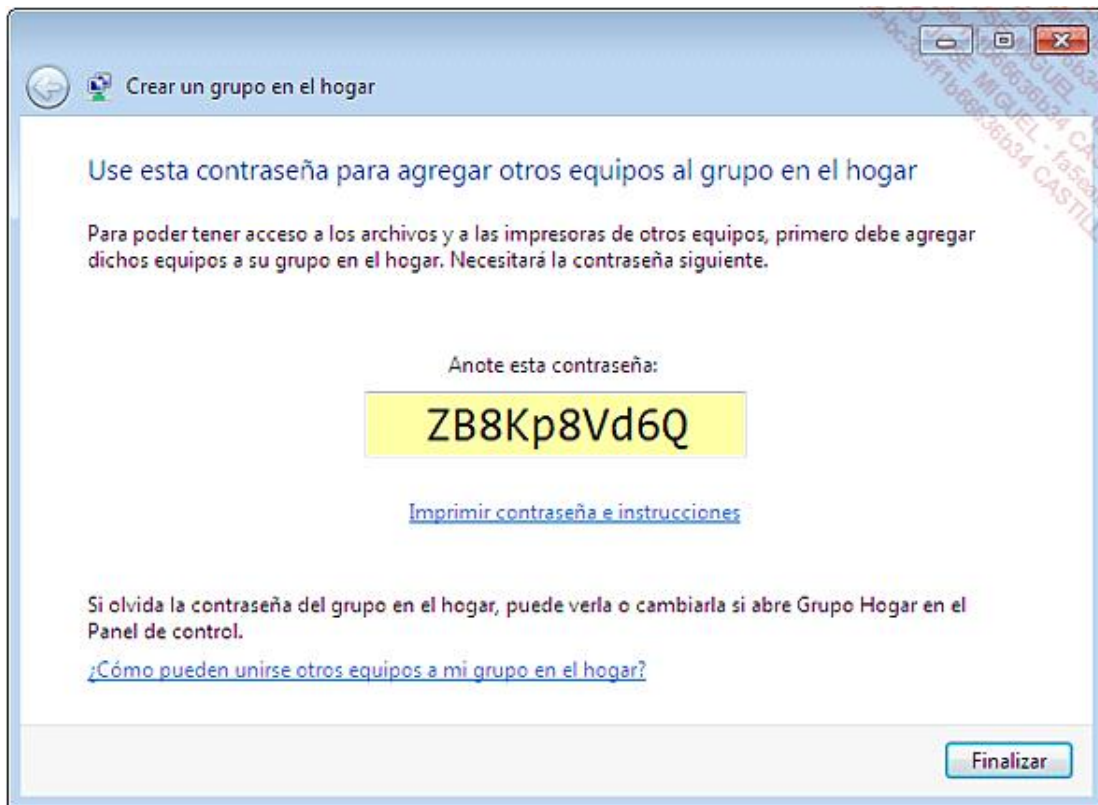 Crear un grupo en el hogar
Use esta contraseña para agregar otros equipos al grupo en el hogar
Para poder tener acceso a los archivos y a las impresoras de otros equipos, primero debe agregar
dichos equipos a su grupo en el hogar. Necesitará la contraseña siguiente.
Anote esta contraseña:
ZB8Kp8Vd6Q
Imprimir contraseña e instrucciones
Si olvida la contraseña del grupo en el hogar, puede verla o cambiarla si abre Grupo Hogar en el
Panel de control.
¿Cómo pueden unirse otros equipos a mi grupo en el hogar?
Finalizar